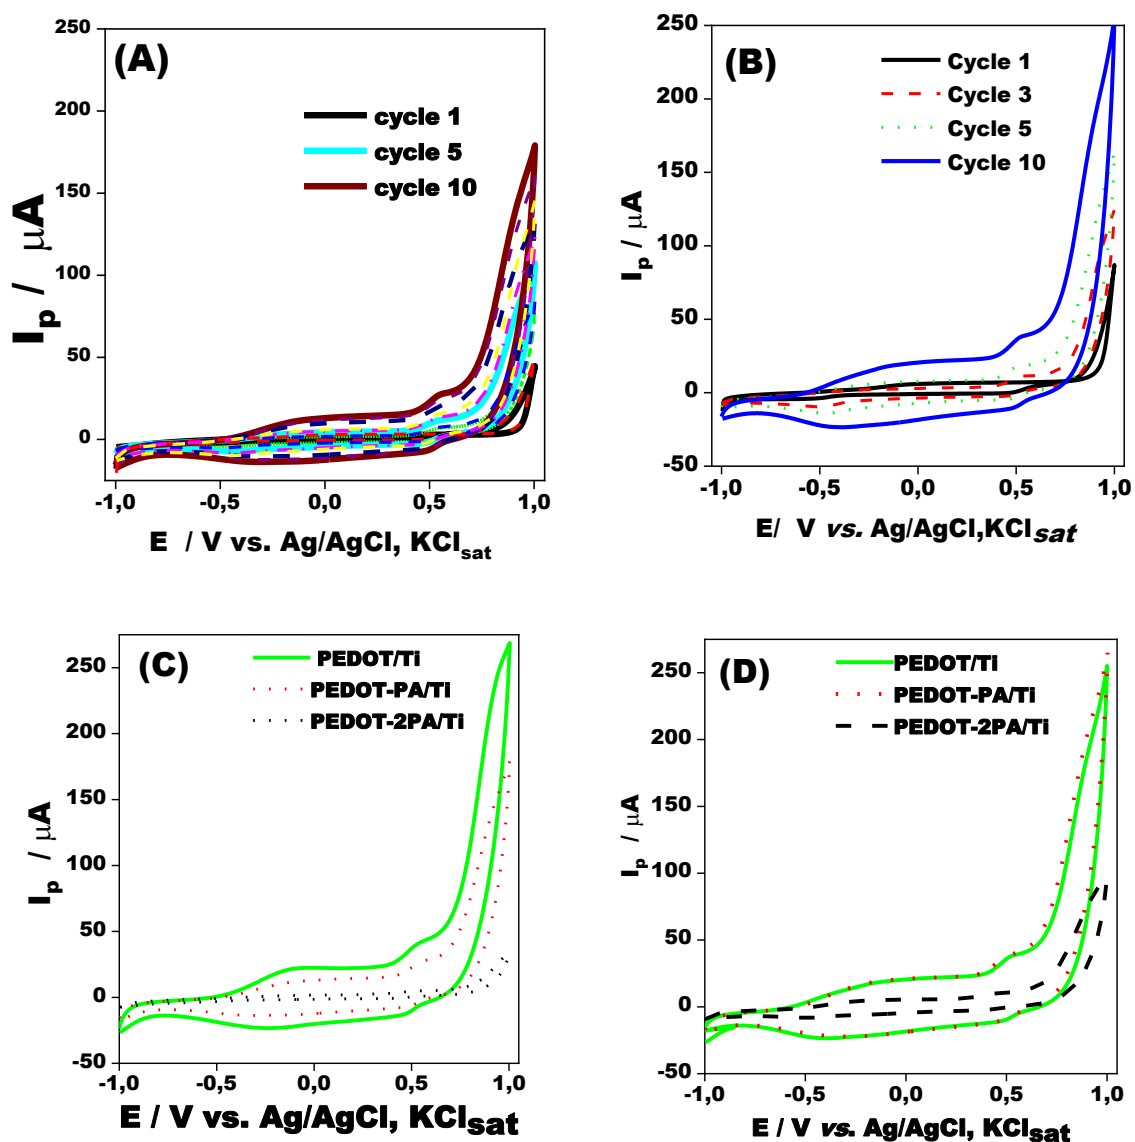 (A)
cycle 1
cycle 5
cycle 10
250
200
150
100
50
0
-1,0 -0,5 0,0 0,5 1,0
Ip / μA
E / V vs. Ag/AgCl, KClsat
(B)
Cycle 1
Cycle 3
Cycle 5
Cycle 10
250
200
150
100
50
0
-50
-1,0 -0,5 0,0 0,5 1,0
Ip / μA
E/ V vs. Ag/AgCl,KClsat
(C)
PEDOT/Ti
PEDOT-PA/Ti
PEDOT-2PA/Ti
250
200
150
100
50
0
-50
-1,0 -0,5 0,0 0,5 1,0
Ip / μA
E / V vs. Ag/AgCl, KClsat
(D)
PEDOT/Ti
PEDOT-PA/Ti
PEDOT-2PA/Ti
250
200
150
100
50
0
-50
-1,0 -0,5 0,0 0,5 1,0
Ip / μA
E / V vs. Ag/AgCl, KClsat